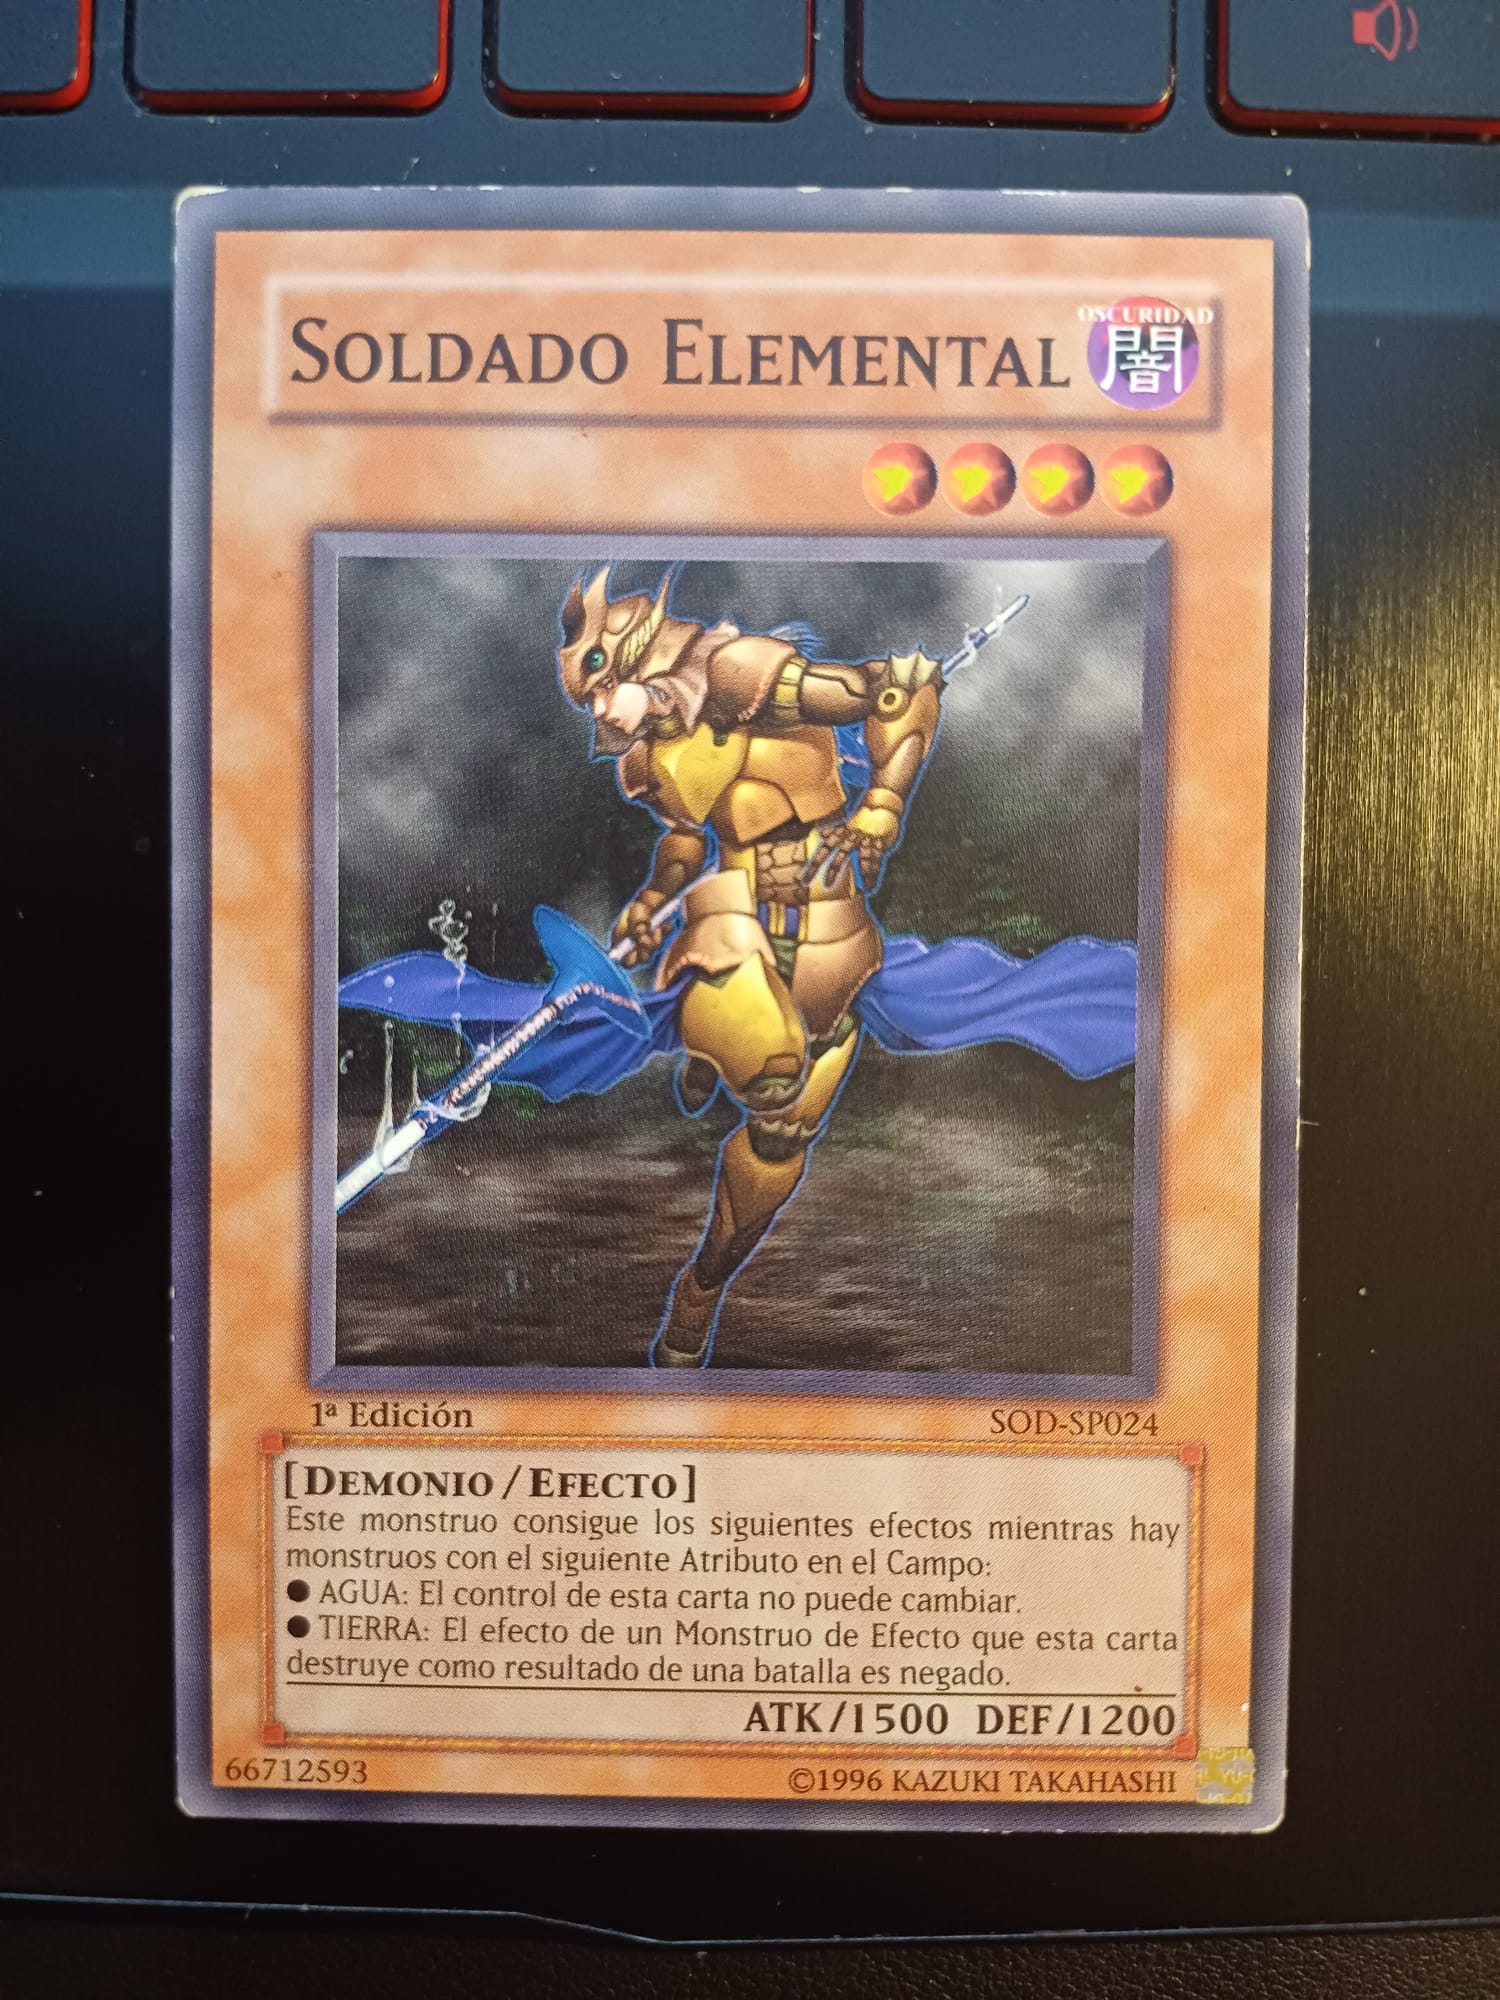 SOLDADO ELEMENTAL
OSCURIDAD
闇
1ª Edición
SOD-SP024
[DEMONIO/EFECTO]
Este monstruo consigue los siguientes efectos mientras hay
monstruos con el siguiente Atributo en el Campo:
● AGUA: El control de esta carta no puede cambiar.
● TIERRA: El efecto de un Monstruo de Efecto que esta carta
destruye como resultado de una batalla es negado.
ATK/1500 DEF/1200
66712593
©1996 KAZUKI TAKAHASHI